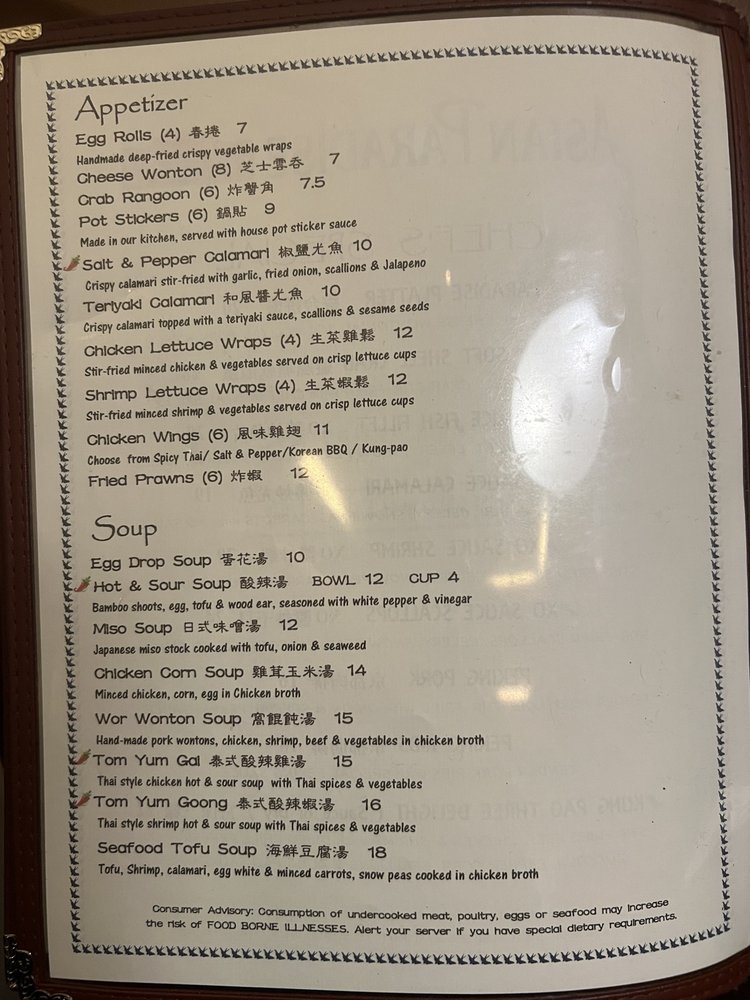 Appetizer
Egg Rolls (4) 春捲 7
Handmade deep-fried crispy vegetable wraps
Cheese Wonton (8) 芝士雲吞 7
Crab Rangoon (6) 炸蟹角 7.5
Pot Stickers (6) 鍋貼 9
Made in our kitchen, served with house pot sticker sauce
Salt & Pepper Calamari 椒鹽尤魚 10
Crispy calamari stir-fried with garlic, fried onion, scallions & Jalapeno
Teriyaki Calamari 和風醬尤魚 10
Crispy calamari topped with a teriyaki sauce, scallions & sesame seeds
Chicken Lettuce Wraps (4) 生菜雞鬆 12
Stir-fried minced chicken & vegetables served on crisp lettuce cups
Shrimp Lettuce Wraps (4) 生菜蝦鬆 12
Stir-fried minced shrimp & vegetables served on crisp lettuce cups
Chicken Wings (6) 風味雞翅 11
Choose from Spicy Thai/ Salt & Pepper/Korean BBQ / Kung-pao
Fried Prawns (6) 炸蝦 12
Soup
Egg Drop Soup 蛋花湯 10
Hot & Sour Soup 酸辣湯 BOWL 12 CUP 4
Bamboo shoots, egg, tofu & wood ear, seasoned with white pepper & vinegar
Miso Soup 日式味噌湯 12
Japanese miso stock cooked with tofu, onion & seaweed
Chicken Corn Soup 雞茸玉米湯 14
Minced chicken, corn, egg in Chicken broth
Wor Wonton Soup 窩餛飩湯 15
Hand-made pork wontons, chicken, shrimp, beef & vegetables in chicken broth
Tom Yum Gai 泰式酸辣雞湯 15
Thai style chicken hot & sour soup with Thai spices & vegetables
Tom Yum Goong 泰式酸辣蝦湯 16
Thai style shrimp hot & sour soup with Thai spices & vegetables
Seafood Tofu Soup 海鮮豆腐湯 18
Tofu, Shrimp, calamari, egg white & minced carrots, snow peas cooked in chicken broth
Consumer Advisory: Consumption of undercooked meat, poultry, eggs or seafood may increase
the risk of FOOD BORNE ILLNESSES. Alert your server if you have special dietary requirements.